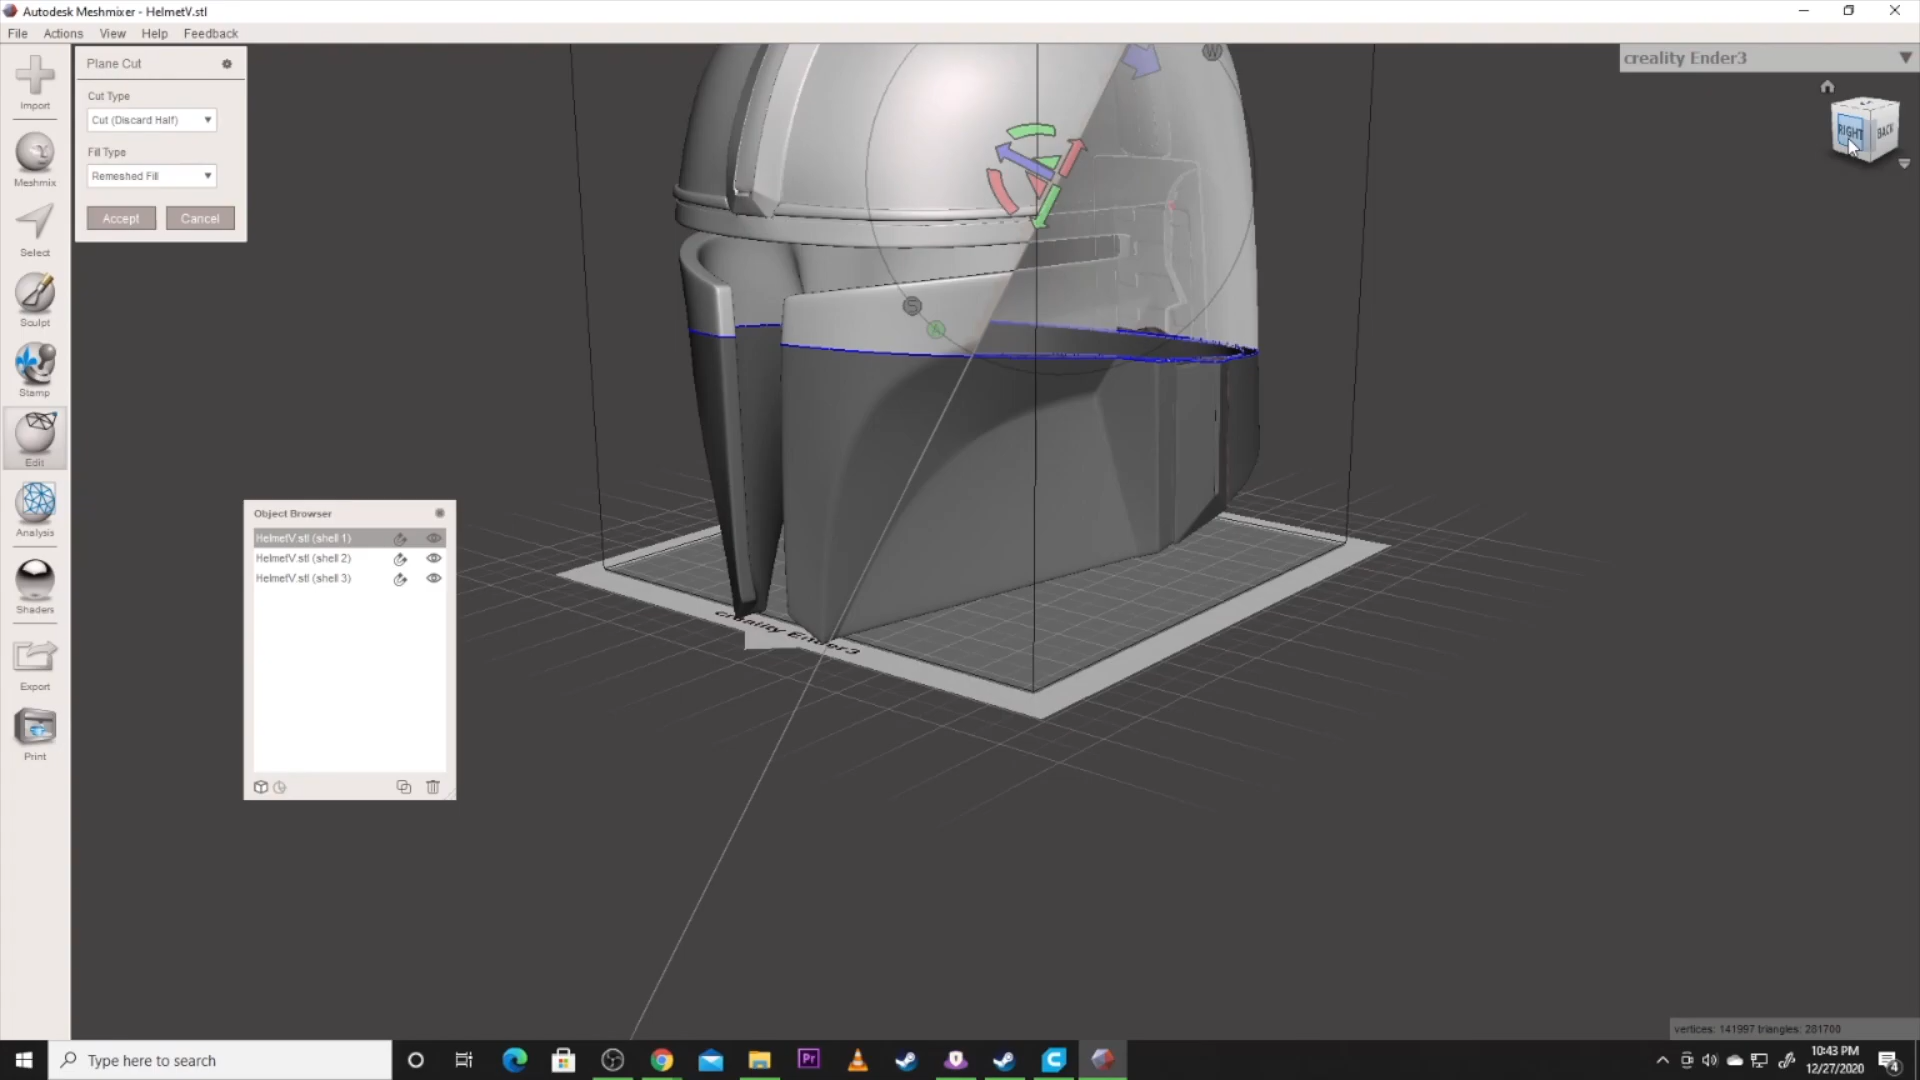 Autodesk Meshmixer - HelmetV.stl
File Actions View Help Feedback
Import
Meshmix
Select
Sculpt
Stamp
Edit
Analysis
Shaders
Export
Print
Plane Cut
Cut Type
Cut (Discard Half)
Fill Type
Remeshed Fill
Accept Cancel
creality Ender3
RIGHT BACK
W
S
A
Object Browser
HelmetV.stl (shell 1)
HelmetV.stl (shell 2)
HelmetV.stl (shell 3)
creality Ender3
vertices: 141997 triangles: 281700
Type here to search
Pr
10:43 PM
12/27/2020
4